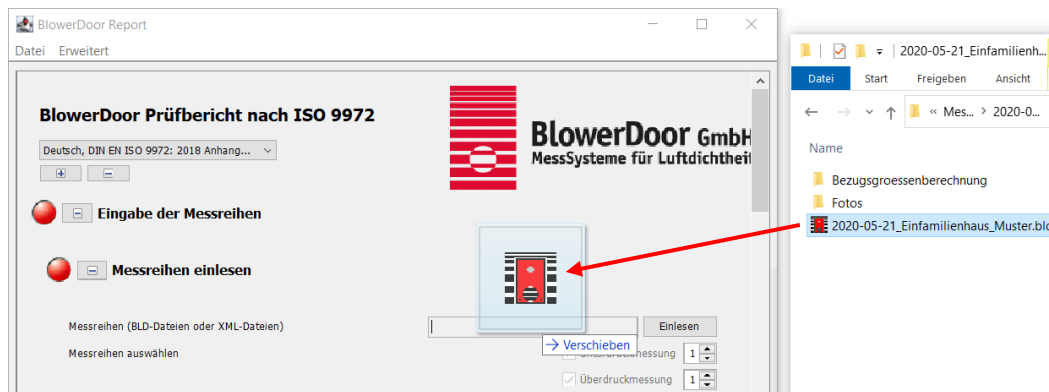 BlowerDoor Report
Datei Erweitert
BlowerDoor Prüfbericht nach ISO 9972
Deutsch, DIN EN ISO 9972: 2018 Anhang...
BlowerDoor GmbH
MessSysteme für Luftdichtheit
Eingabe der Messreihen
Messreihen einlesen
Messreihen (BLD-Dateien oder XML-Dateien)
Einlesen
Verschieben
Messreihen auswählen
Unterdruckmessung 1
Überdruckmessung 1
2020-05-21_Einfamilienh...
Datei Start Freigeben Ansicht
« Mes... > 2020-0...
Name
Bezugsgroessenberechnung
Fotos
2020-05-21_Einfamilienhaus_Muster.bld